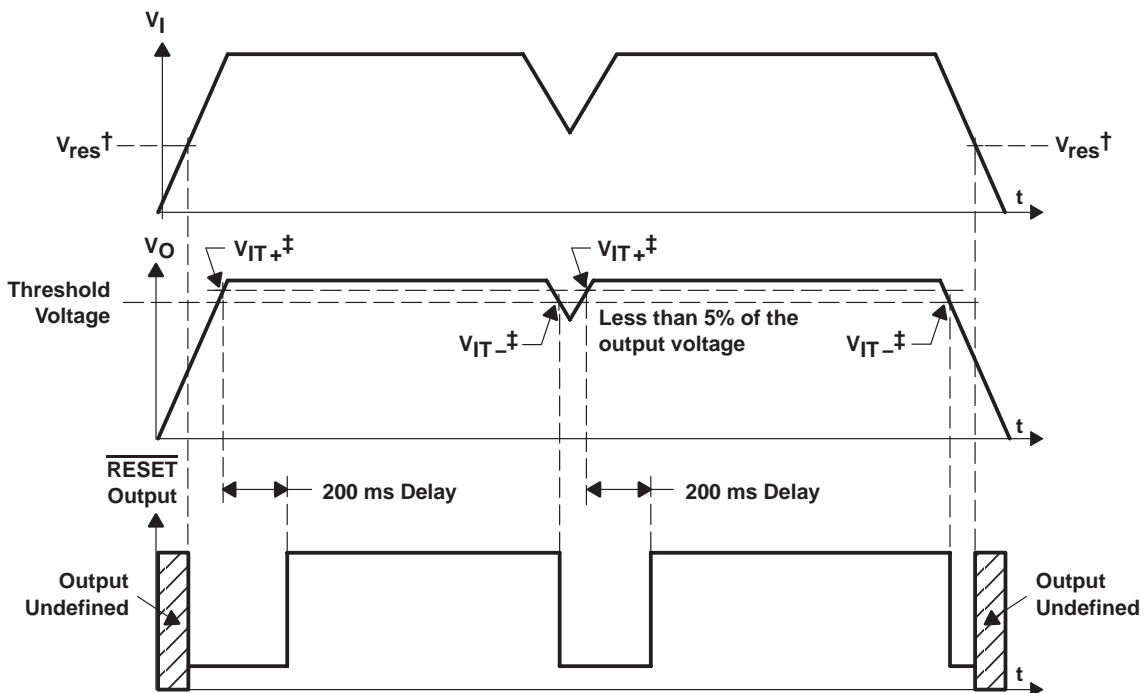 VI
Vres†
Vres†
t
VO
VIT+‡
VIT+‡
Threshold
Voltage
VIT−‡
Less than 5% of the
output voltage
VIT−‡
t
RESET
Output
200 ms Delay
200 ms Delay
Output
Undefined
Output
Undefined
t